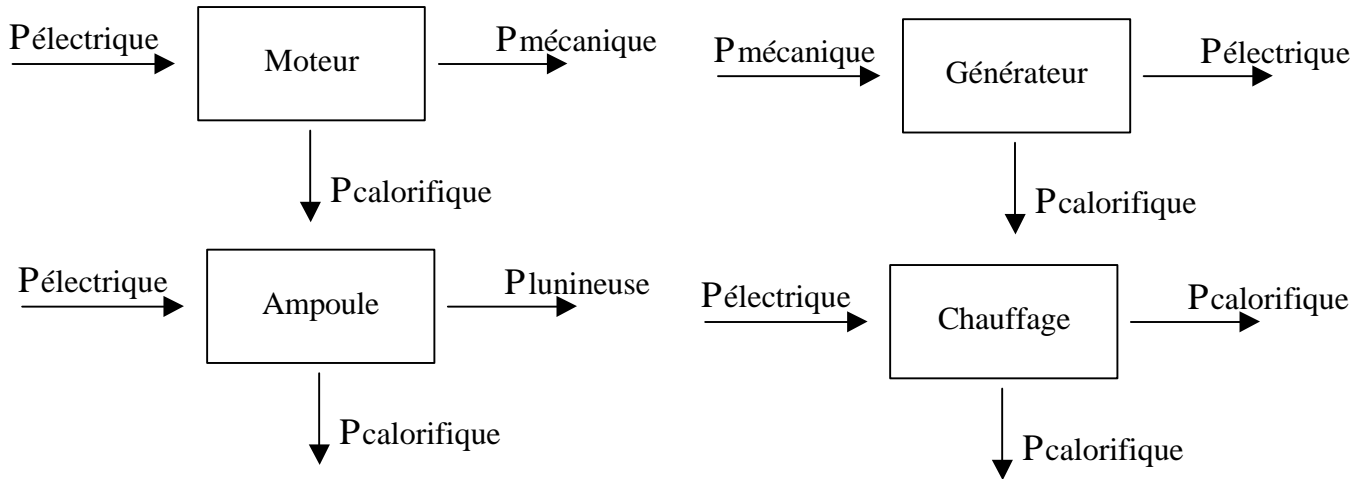 Pélectrique
Moteur
Pmécanique
Pcalorifique
Pmécanique
Générateur
Pélectrique
Pcalorifique
Pélectrique
Ampoule
Plunineuse
Pcalorifique
Pélectrique
Chauffage
Pcalorifique
Pcalorifique